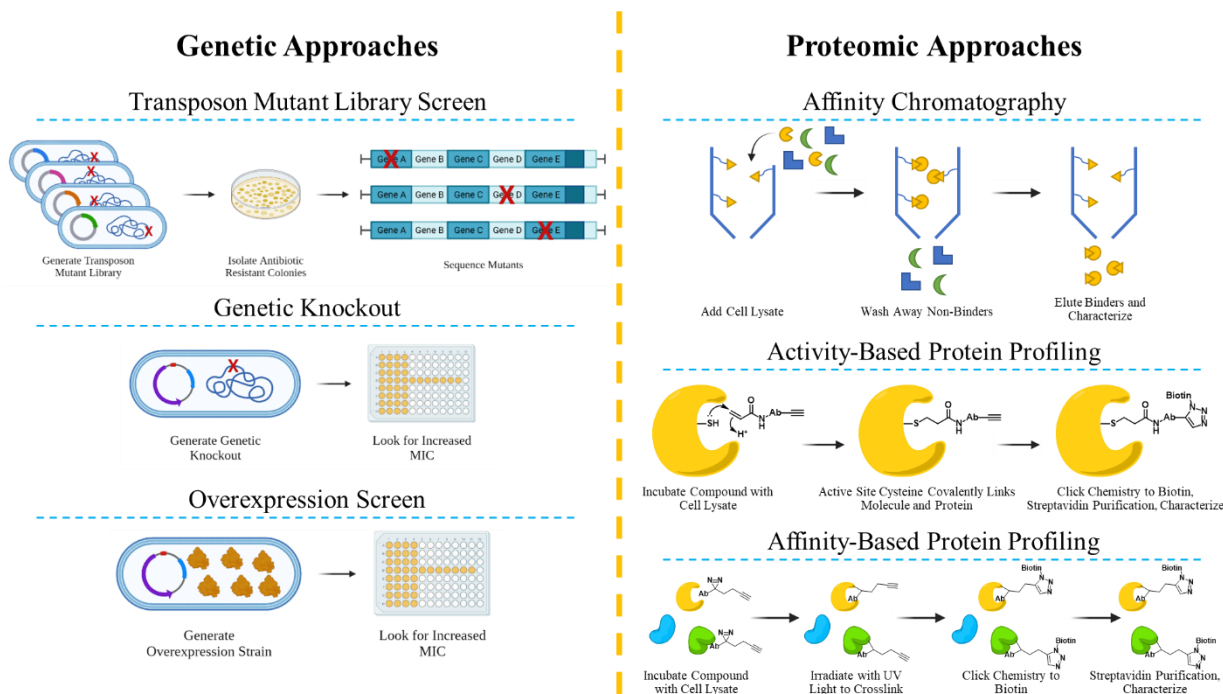 Genetic Approaches
Transposon Mutant Library Screen
Gene A Gene B Gene C Gene D Gene E
Gene A Gene B Gene C Gene D Gene E
Gene A Gene B Gene C Gene D Gene E
Generate Transposon
Mutant Library
Isolate Antibiotic
Resistant Colonies
Sequence Mutants
Genetic Knockout
Generate Genetic
Knockout
Look for Increased
MIC
Overexpression Screen
Generate
Overexpression Strain
Look for Increased
MIC
Proteomic Approaches
Affinity Chromatography
Add Cell Lysate
Wash Away Non-Binders
Elute Binders and
Characterize
Activity-Based Protein Profiling
SH
H⁺
O
N
H
Ab
S
O
N
H
Ab
S
O
N
H
Ab
Biotin
N
N
N
Incubate Compound with
Cell Lysate
Active Site Cysteine Covalently Links
Molecule and Protein
Click Chemistry to Biotin,
Streptavidin Purification, Characterize
Affinity-Based Protein Profiling
N=N
Ab
N=N
Ab
Ab
Ab
Biotin
N
N
N
Ab
Biotin
N
N
N
Ab
Biotin
N
N
N
Ab
Biotin
N
N
N
Ab
Incubate Compound
with Cell Lysate
Irradiate with UV
Light to Crosslink
Click Chemistry to
Biotin
Streptavidin Purification,
Characterize